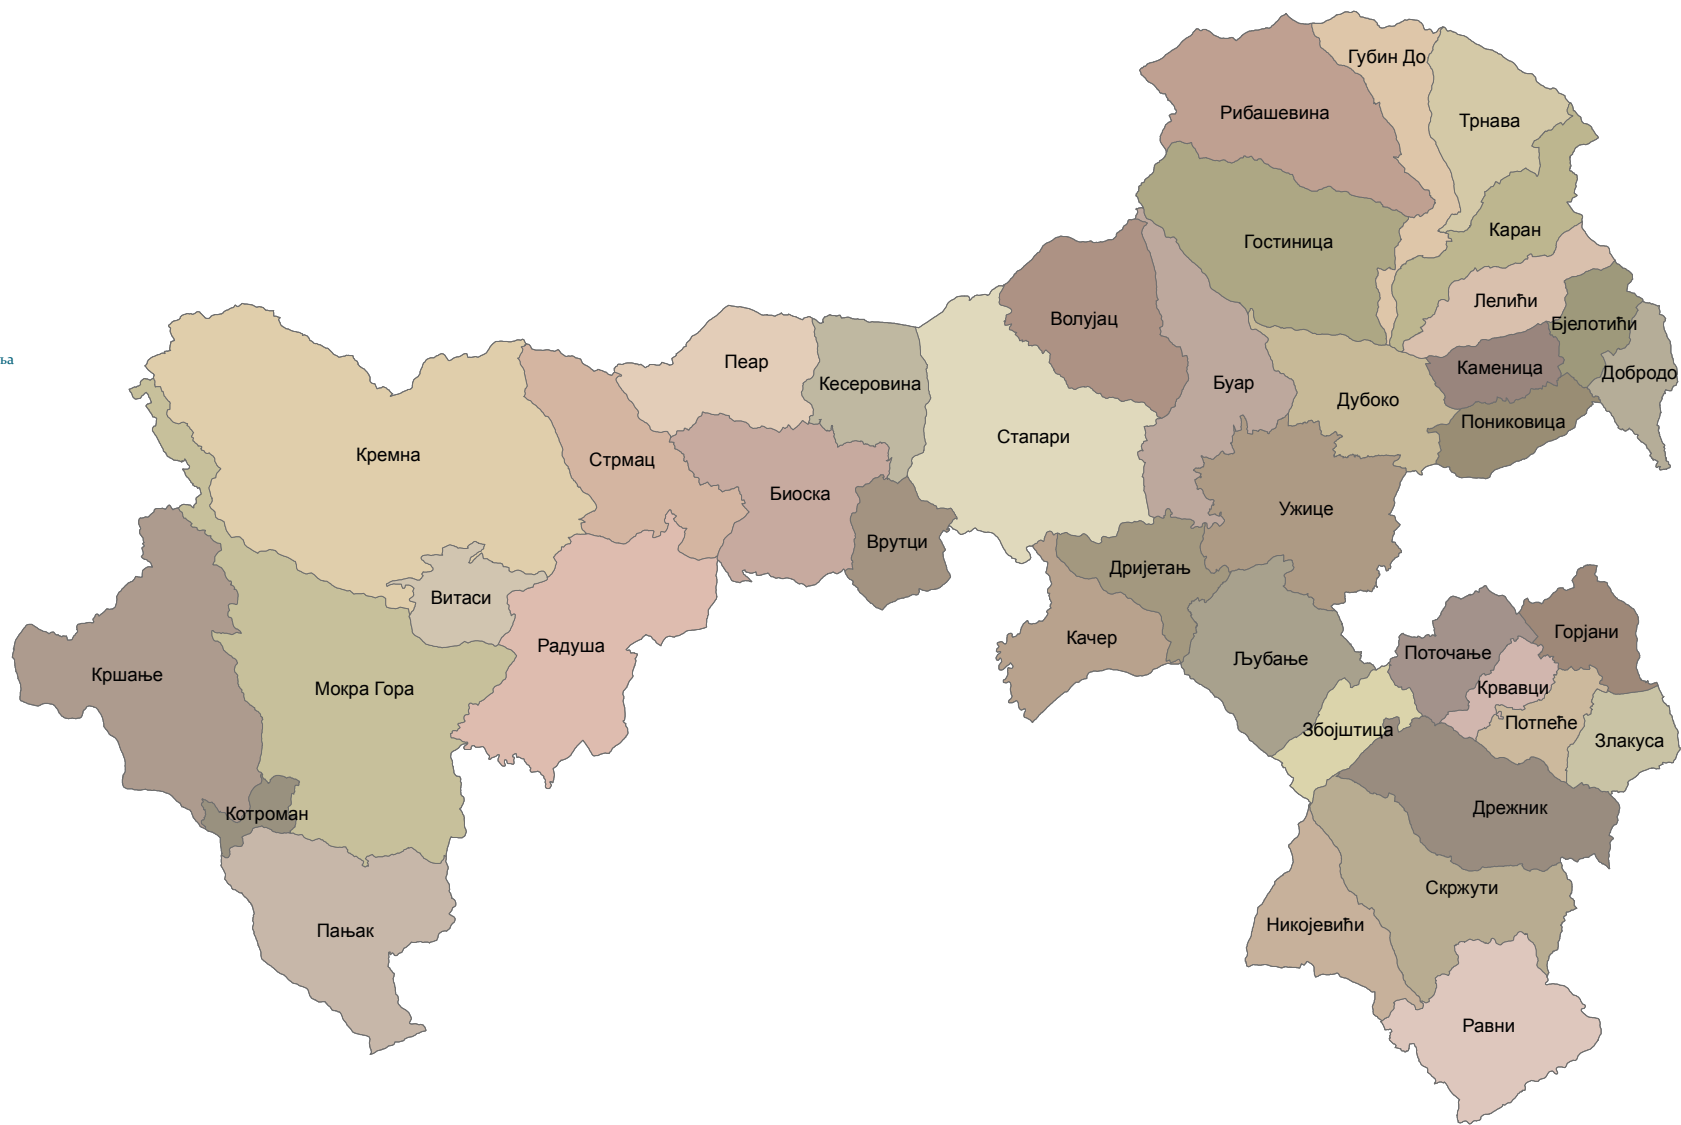 Губин До
Рибашевина
Трнава
Каран
Гостиница
Лелићи
Волујац
Бјелотићи
ња
Пеар
Каменица
Добродо
Кесеровина
Буар
Дубоко
Пониковица
Стапари
Кремна
Стрмац
Биоска
Ужице
Врутци
Дријетањ
Витаси
Горјани
Качер
Радуша
Поточање
Љубање
Кршање
Мокра Гора
Крвавци
Потпеће
Збојштица
Злакуса
Дрежник
Котроман
Скржути
Никојевићи
Пањак
Равни